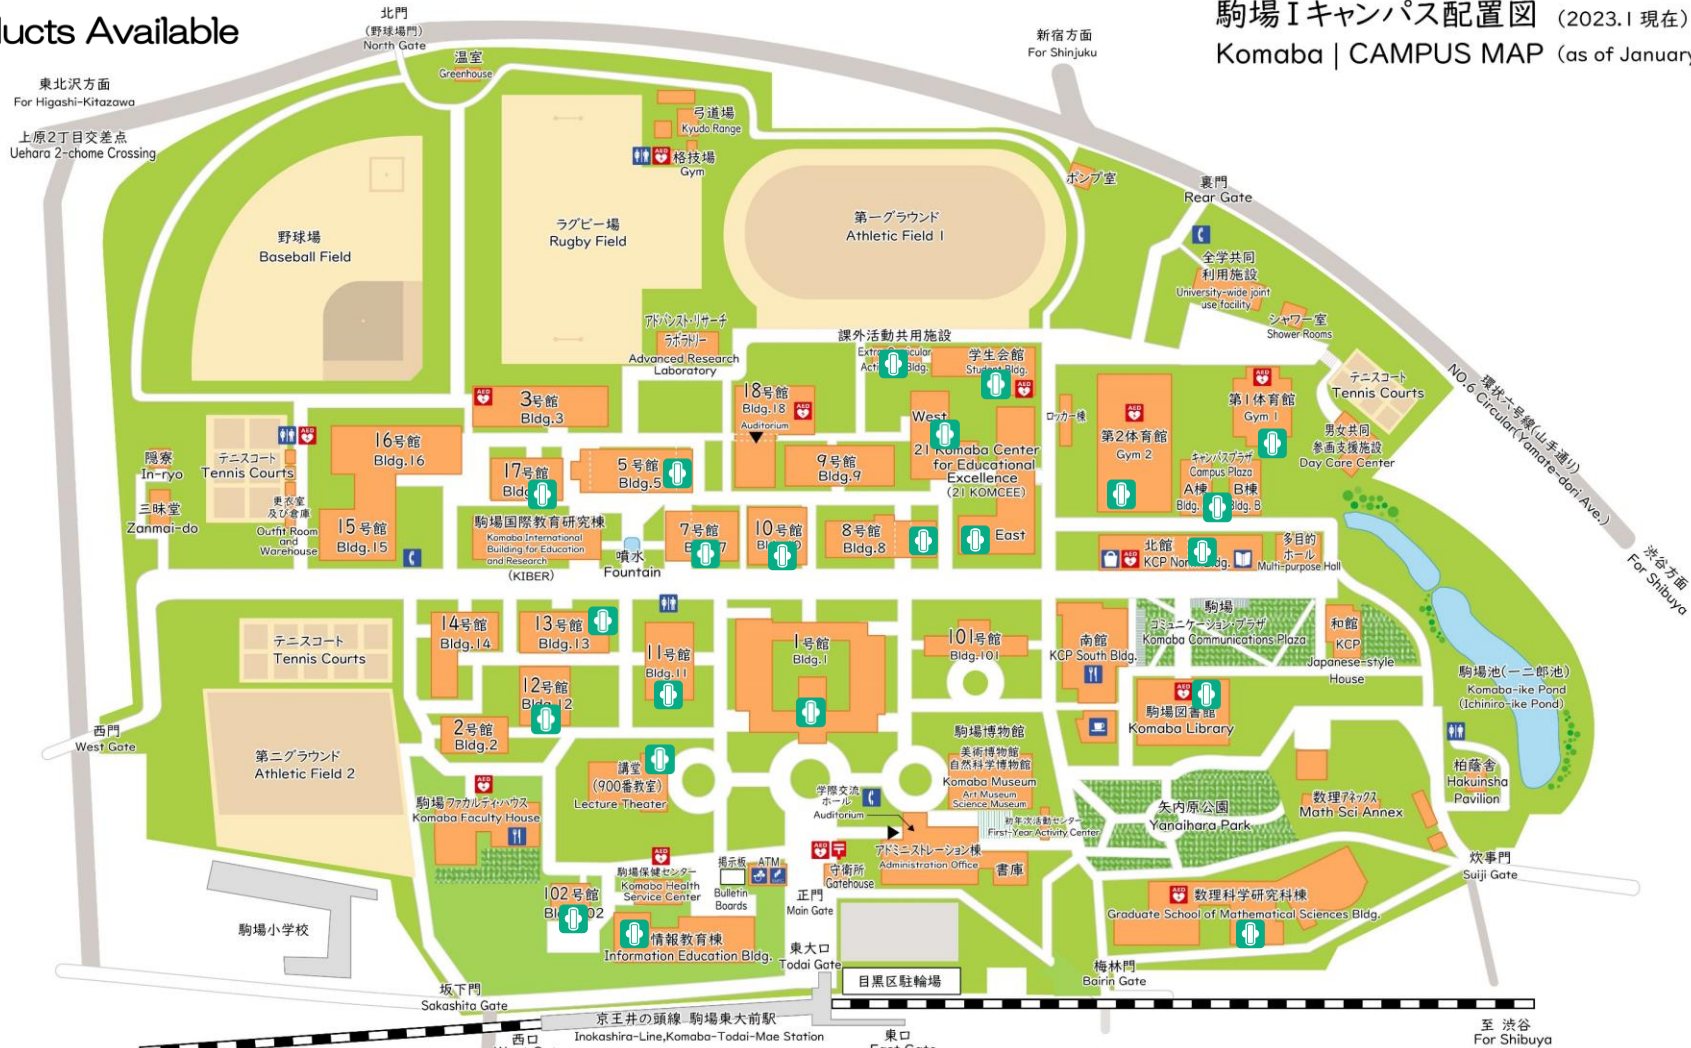 ducts Available
駒場Iキャンパス配置図 (2023.1 現在)
Komaba | CAMPUS MAP (as of January
北門
(野球場門)
North Gate
温室
Greenhouse
新宿方面
For Shinjuku
東北沢方面
For Higashi-Kitazawa
上原2丁目交差点
Uehara 2-chome Crossing
弓道場
Kyudo Range
AED
格技場
Gym
ポンプ室
裏門
Rear Gate
野球場
Baseball Field
ラグビー場
Rugby Field
第一グラウンド
Athletic Field 1
全学共同
利用施設
University-wide joint
use facility
シャワー室
Shower Rooms
アドバンスト・リサーチ
ラボラトリー
Advanced Research
Laboratory
課外活動共用施設
学生会館
Student Bldg.
AED
テニスコート
Tennis Courts
環状六号線(山手通り)
NO.6 Circular(Yamate-dori Ave.)
AED
3号館
Bldg.3
18号館
Bldg.18
AED
Auditorium
West
21 Komaba Center
for Educational
Excellence
(21 KOMCEE)
East
ロッカー棟
AED
第2体育館
Gym 2
AED
第1体育館
Gym 1
男女共同
参画支援施設
Day Care Center
キャンパスプラザ
Campus Plaza
A棟
Bldg.
B棟
Bldg. B
隠寮
In-ryo
三昧堂
Zanmai-do
テニスコート
Tennis Courts
AED
更衣室
及び倉庫
Outfit Room
and
Warehouse
16号館
Bldg.16
15号館
Bldg.15
17号館
5号館
Bldg.5
9号館
Bldg.9
駒場国際教育研究棟
Komaba International
Building for Education
and Research
(KIBER)
噴水
Fountain
7号館
10号館
8号館
Bldg.8
北館
AED
多目的
ホール
Multi-purpose Hall
渋谷方面
For Shibuya
テニスコート
Tennis Courts
14号館
Bldg.14
13号館
Bldg.13
11号館
Bldg.11
1号館
Bldg.1
101号館
Bldg.101
南館
KCP South Bldg.
駒場
コミュニケーション・プラザ
Komaba Communications Plaza
和館
KCP
Japanese-style
House
駒場池(一二郎池)
Komaba-ike Pond
(Ichiniro-ike Pond)
12号館
2号館
Bldg.2
西門
West Gate
第二グラウンド
Athletic Field 2
AED
駒場図書館
Komaba Library
駒場博物館
美術博物館
自然科学博物館
Komaba Museum
Art Museum
Science Museum
講堂
(900番教室)
Lecture Theater
柏蔭舎
Hakuinsha
Pavilion
AED
駒場ファカルティハウス
Komaba Faculty House
学際交流
ホール
Auditorium
初年次活動センター
First-Year Activity Center
矢内原公園
Yanaihara Park
数理アネックス
Math Sci Annex
AED
駒場保健センター
Komaba Health
Service Center
掲示板
Bulletin
Boards
ATM
AED
守衛所
Gatehouse
正門
Main Gate
アドミニストレーション棟
Administration Office
書庫
炊事門
Suiji Gate
102号館
AED
数理科学研究科棟
Graduate School of Mathematical Sciences Bldg.
駒場小学校
情報教育棟
Information Education Bldg.
東大口
Todai Gate
目黒区駐輪場
梅林門
Bairin Gate
坂下門
Sakashita Gate
京王井の頭線 駒場東大前駅
Inokashira-Line,Komaba-Todai-Mae Station
西口
東口
至 渋谷
For Shibuya